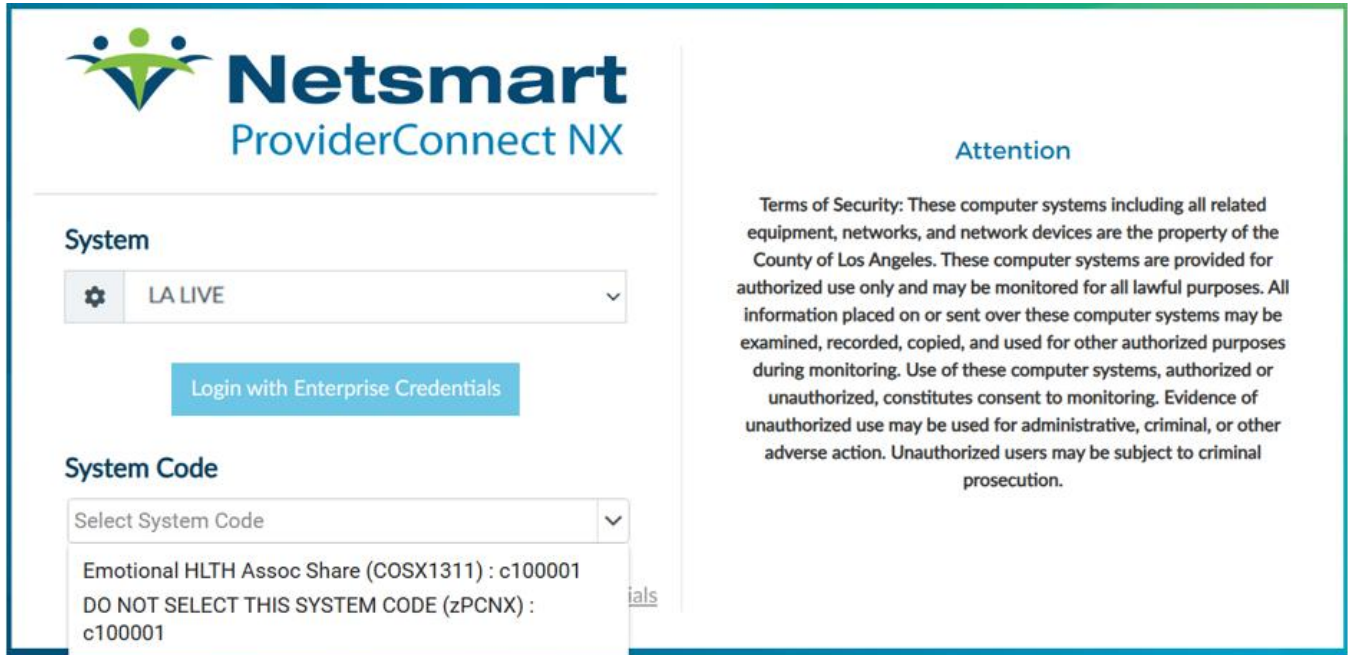 Netsmart
ProviderConnect NX
System
LA LIVE
Login with Enterprise Credentials
System Code
Select System Code
Emotional HLTH Assoc Share (COSX1311) : c100001
DO NOT SELECT THIS SYSTEM CODE (zPCNX) :
c100001
ials
Attention
Terms of Security: These computer systems including all related
equipment, networks, and network devices are the property of the
County of Los Angeles. These computer systems are provided for
authorized use only and may be monitored for all lawful purposes. All
information placed on or sent over these computer systems may be
examined, recorded, copied, and used for other authorized purposes
during monitoring. Use of these computer systems, authorized or
unauthorized, constitutes consent to monitoring. Evidence of
unauthorized use may be used for administrative, criminal, or other
adverse action. Unauthorized users may be subject to criminal
prosecution.